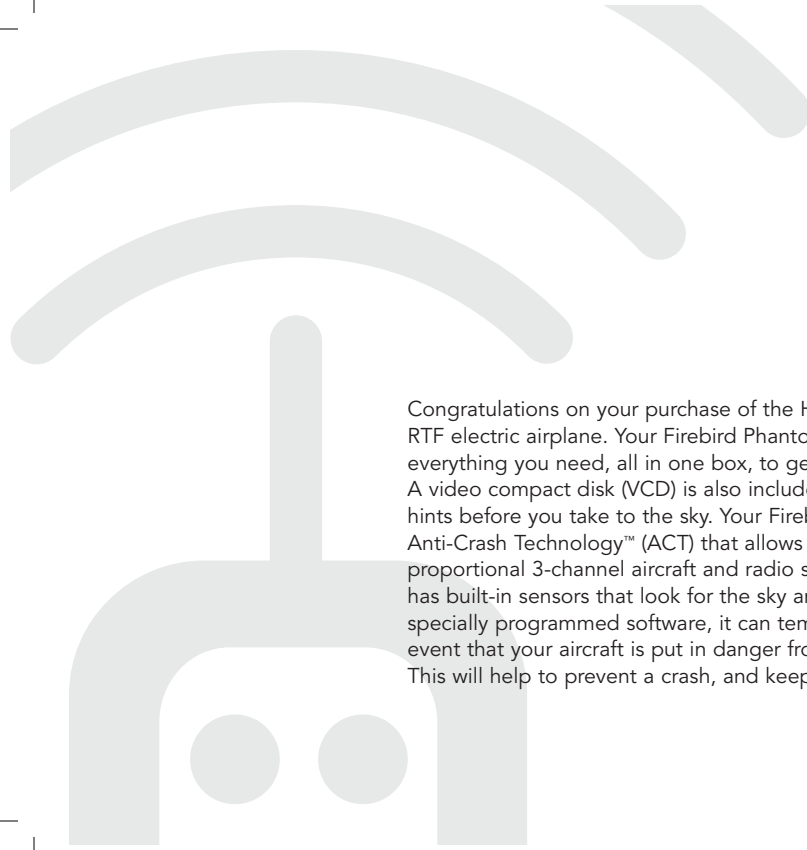 Congratulations on your purchase of the H
RTF electric airplane. Your Firebird Phanto
everything you need, all in one box, to ge
A video compact disk (VCD) is also include
hints before you take to the sky. Your Fireb
Anti-Crash Technology™ (ACT) that allows
proportional 3-channel aircraft and radio s
has built-in sensors that look for the sky an
specially programmed software, it can tem
event that your aircraft is put in danger fro
This will help to prevent a crash, and keep